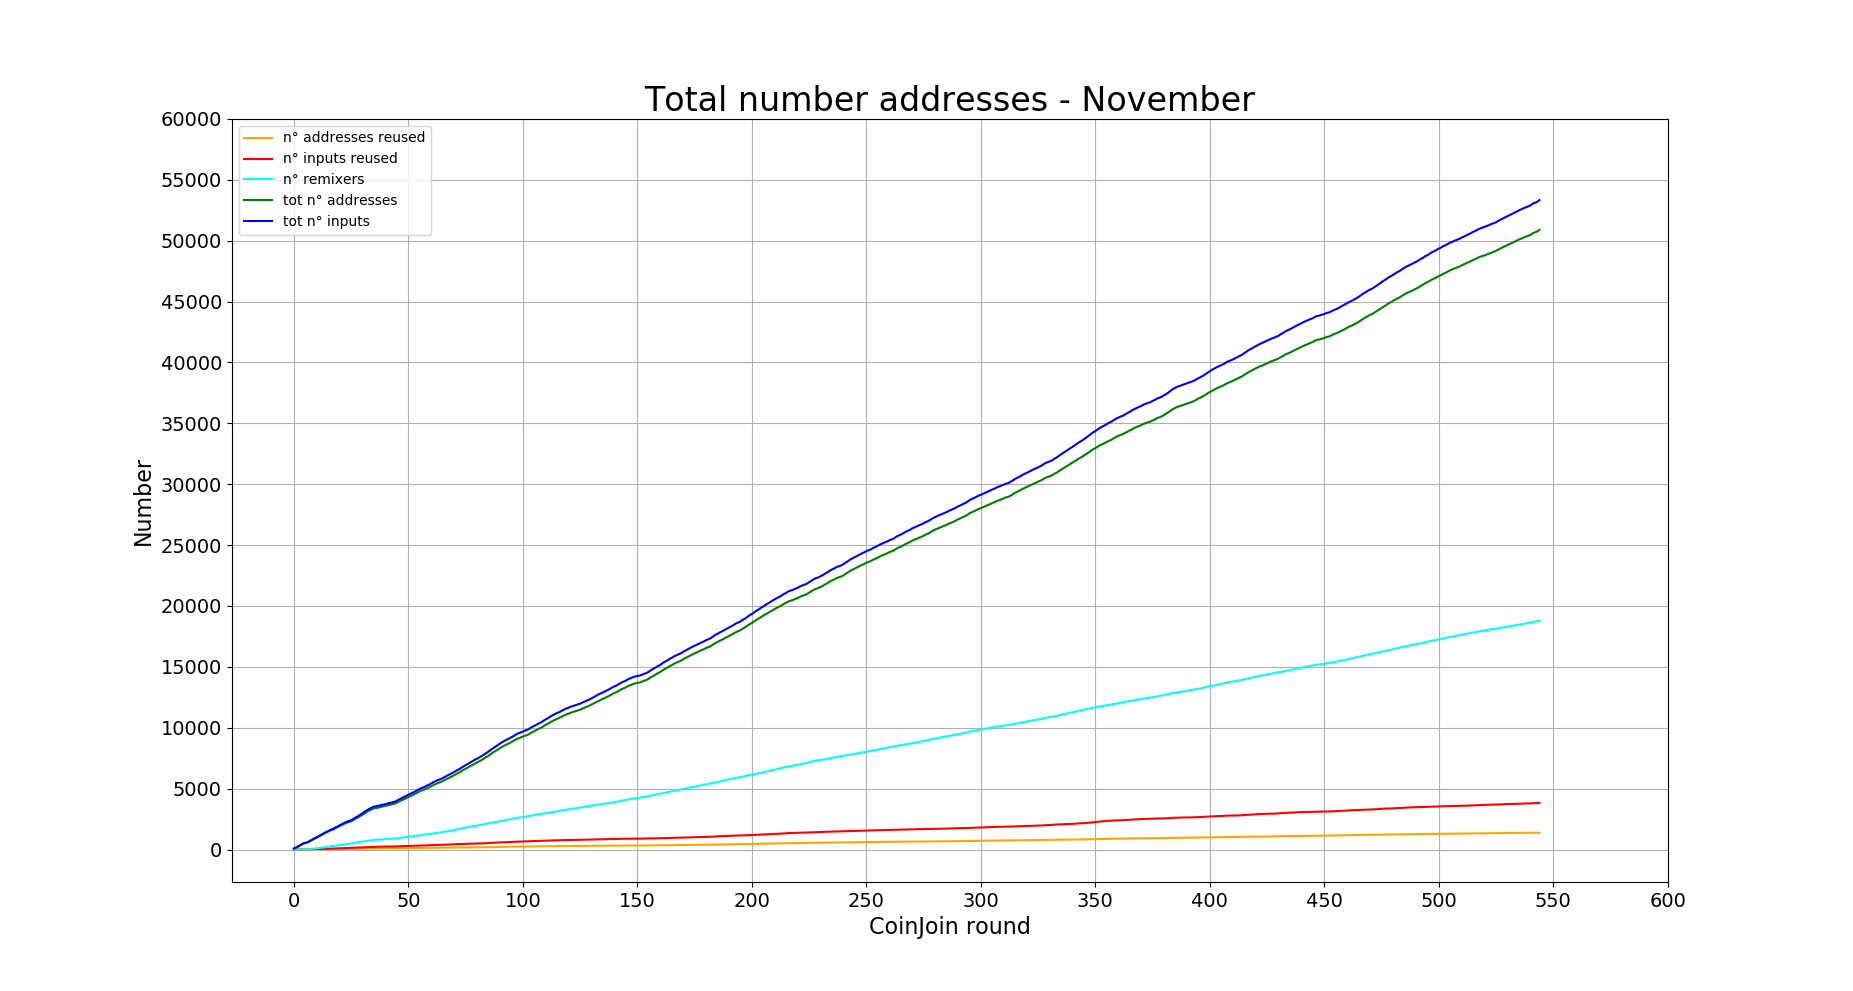 Total number addresses - November
60000
55000
50000
45000
40000
35000
30000
25000
20000
15000
10000
5000
0
n° addresses reused
n° inputs reused
n° remixers
tot n° addresses
tot n° inputs
Number
0 50 100 150 200 250 300 350 400 450 500 550 600
CoinJoin round